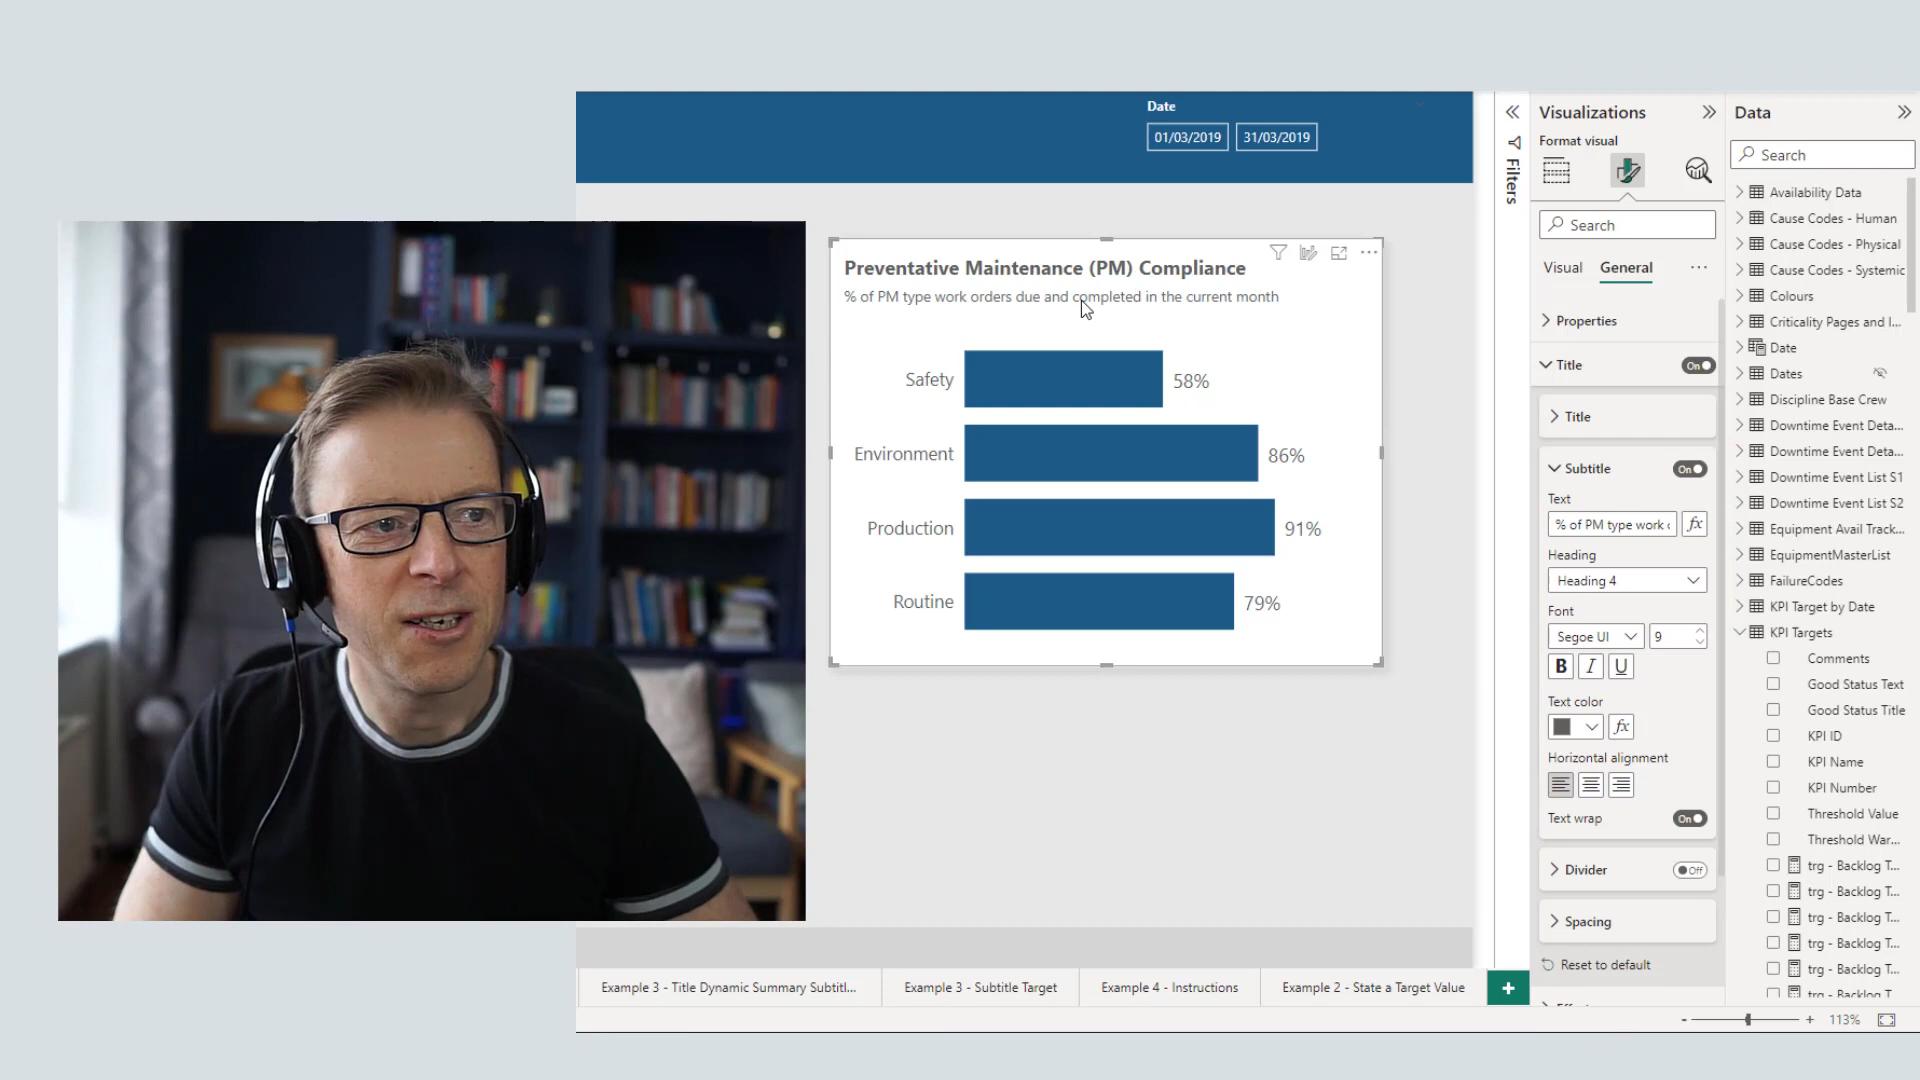 Date
01/03/2019 31/03/2019
Preventative Maintenance (PM) Compliance
% of PM type work orders due and completed in the current month
Safety 58%
Environment 86%
Production 91%
Routine 79%
Example 3 - Title Dynamic Summary Subtitl...
Example 3 - Subtitle Target
Example 4 - Instructions
Example 2 - State a Target Value
+
Filters
Visualizations
Format visual
Search
Visual General ...
Properties
Title On
Title
Subtitle On
Text
% of PM type work fx
Heading
Heading 4
Font
Segoe UI 9
B I U
Text color
fx
Horizontal alignment
Text wrap On
Divider Off
Spacing
Reset to default
Data
Search
Availability Data
Cause Codes - Human
Cause Codes - Physical
Cause Codes - Systemic
Colours
Criticality Pages and I...
Date
Dates
Discipline Base Crew
Downtime Event Deta...
Downtime Event Deta...
Downtime Event List S1
Downtime Event List S2
Equipment Avail Track...
EquipmentMasterList
FailureCodes
KPI Target by Date
KPI Targets
Comments
Good Status Text
Good Status Title
KPI ID
KPI Name
KPI Number
Threshold Value
Threshold War...
trg - Backlog T...
trg - Backlog T...
trg - Backlog T...
trg - Backlog T...
trg - Backlog T...
trg - Backlog T
- + 113%